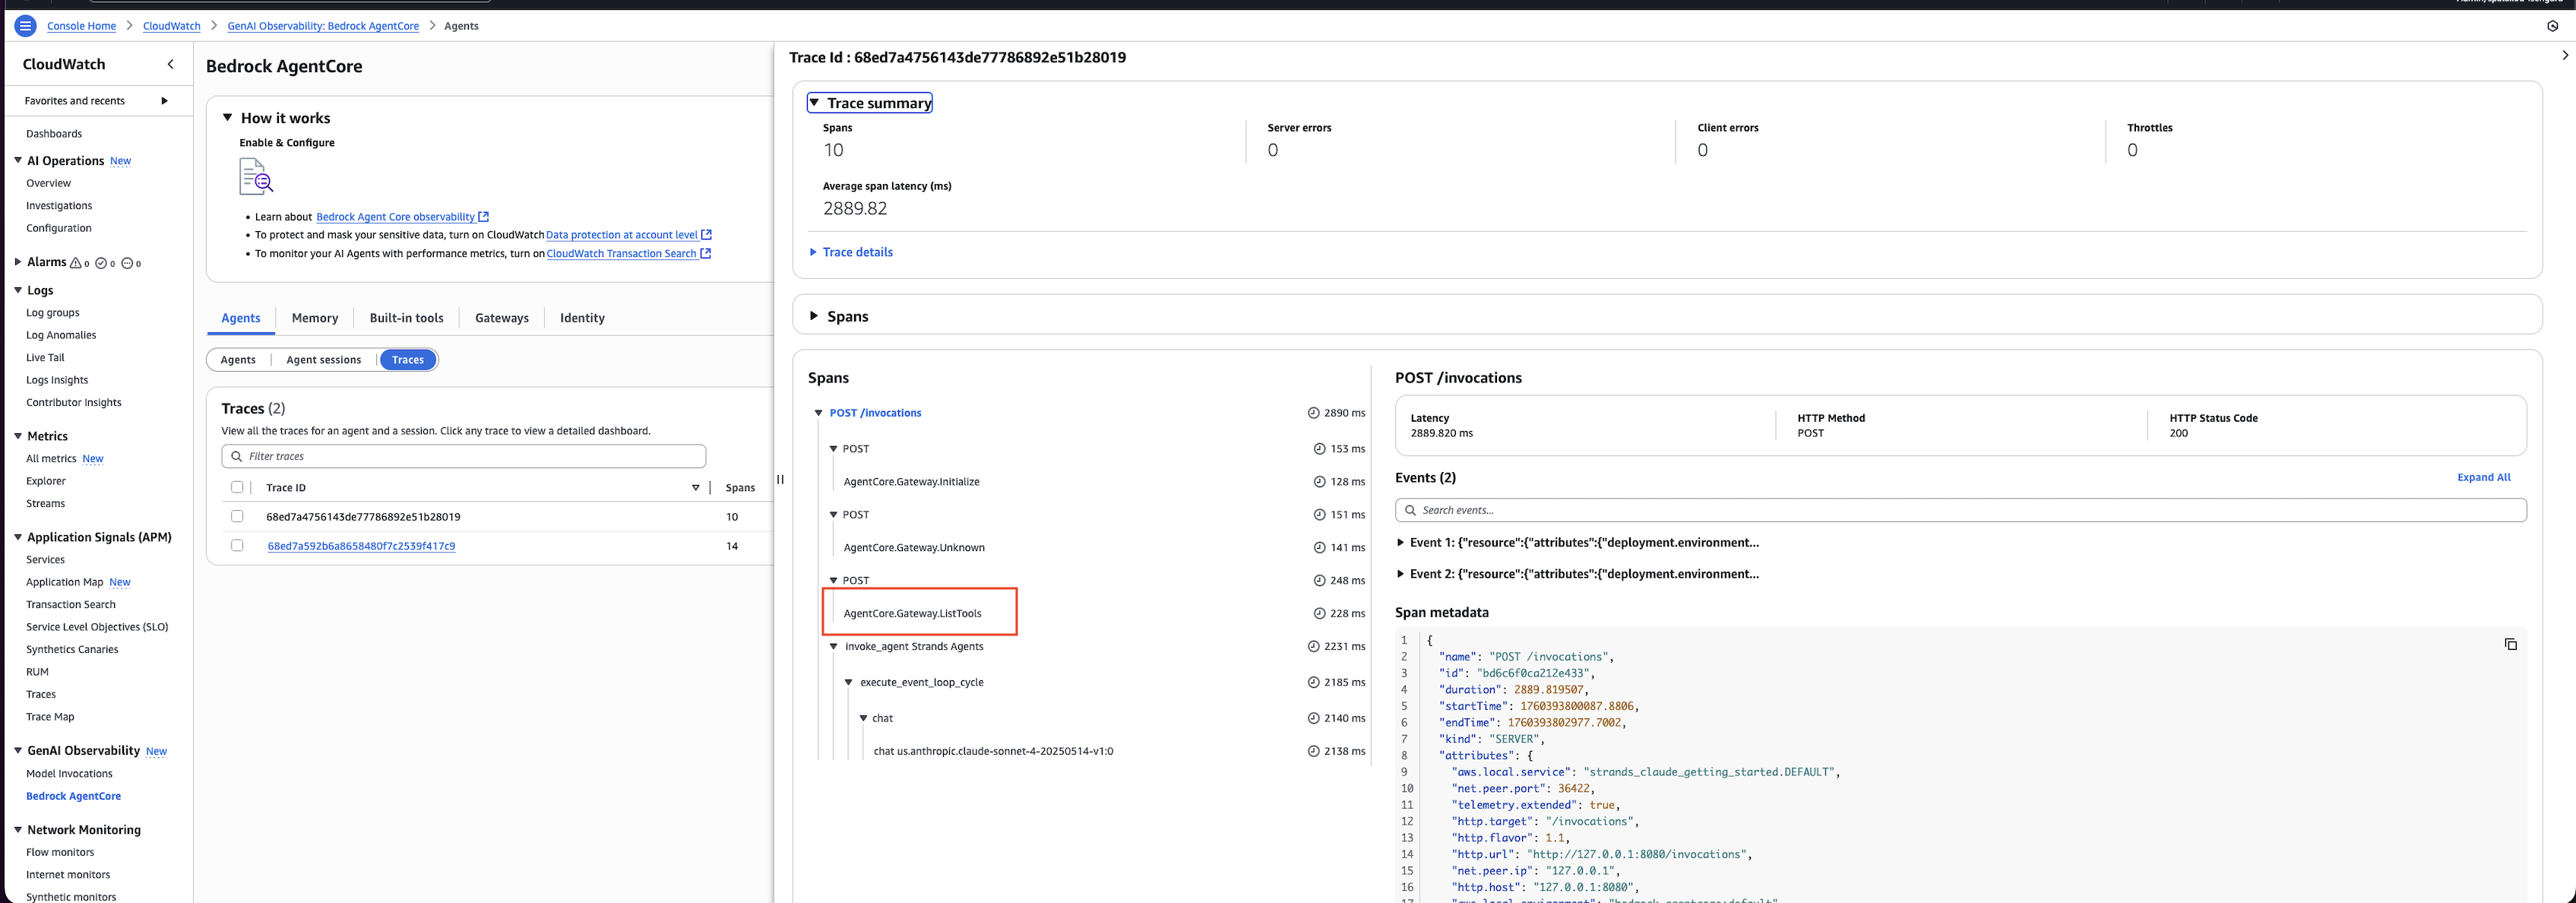 Console Home > CloudWatch > GenAI Observability: Bedrock AgentCore > Agents
CloudWatch
Favorites and recents
Dashboards
AI Operations New
Overview
Investigations
Configuration
Alarms 0 0 0
Logs
Log groups
Log Anomalies
Live Tail
Logs Insights
Contributor Insights
Metrics
All metrics New
Explorer
Streams
Application Signals (APM)
Services
Application Map New
Transaction Search
Service Level Objectives (SLO)
Synthetics Canaries
RUM
Traces
Trace Map
GenAI Observability New
Model Invocations
Bedrock AgentCore
Network Monitoring
Flow monitors
Internet monitors
Synthetic monitors
Bedrock AgentCore
How it works
Enable & Configure
• Learn about Bedrock Agent Core observability
• To protect and mask your sensitive data, turn on CloudWatch Data protection at account level
• To monitor your AI Agents with performance metrics, turn on CloudWatch Transaction Search
Agents Memory Built-in tools Gateways Identity
Agents Agent sessions Traces
Traces (2)
View all the traces for an agent and a session. Click any trace to view a detailed dashboard.
Filter traces
Trace ID Spans
68ed7a4756143de77786892e51b28019 10
68ed7a592b6a8658480f7c2539f417c9 14
Trace Id : 68ed7a4756143de77786892e51b28019
Trace summary
Spans Server errors Client errors Throttles
10 0 0 0
Average span latency (ms)
2889.82
Trace details
Spans
Spans
POST /invocations 2890 ms
POST 153 ms
AgentCore.Gateway.Initialize 128 ms
POST 151 ms
AgentCore.Gateway.Unknown 141 ms
POST 248 ms
AgentCore.Gateway.ListTools 228 ms
invoke_agent Strands Agents 2231 ms
execute_event_loop_cycle 2185 ms
chat 2140 ms
chat us.anthropic.claude-sonnet-4-20250514-v1:0 2138 ms
POST /invocations
Latency HTTP Method HTTP Status Code
2889.820 ms POST 200
Events (2) Expand All
Search events...
Event 1: {"resource":{"attributes":{"deployment.environment...
Event 2: {"resource":{"attributes":{"deployment.environment...
Span metadata
1 {
2 "name": "POST /invocations",
3 "id": "bd6c6f0ca212e433",
4 "duration": 2889.819507,
5 "startTime": 1760393800087.8806,
6 "endTime": 1760393802977.7002,
7 "kind": "SERVER",
8 "attributes": {
9 "aws.local.service": "strands_claude_getting_started.DEFAULT",
10 "net.peer.port": 36422,
11 "telemetry.extended": true,
12 "http.target": "/invocations",
13 "http.flavor": 1.1,
14 "http.url": "http://127.0.0.1:8080/invocations",
15 "net.peer.ip": "127.0.0.1",
16 "http.host": "127.0.0.1:8080",